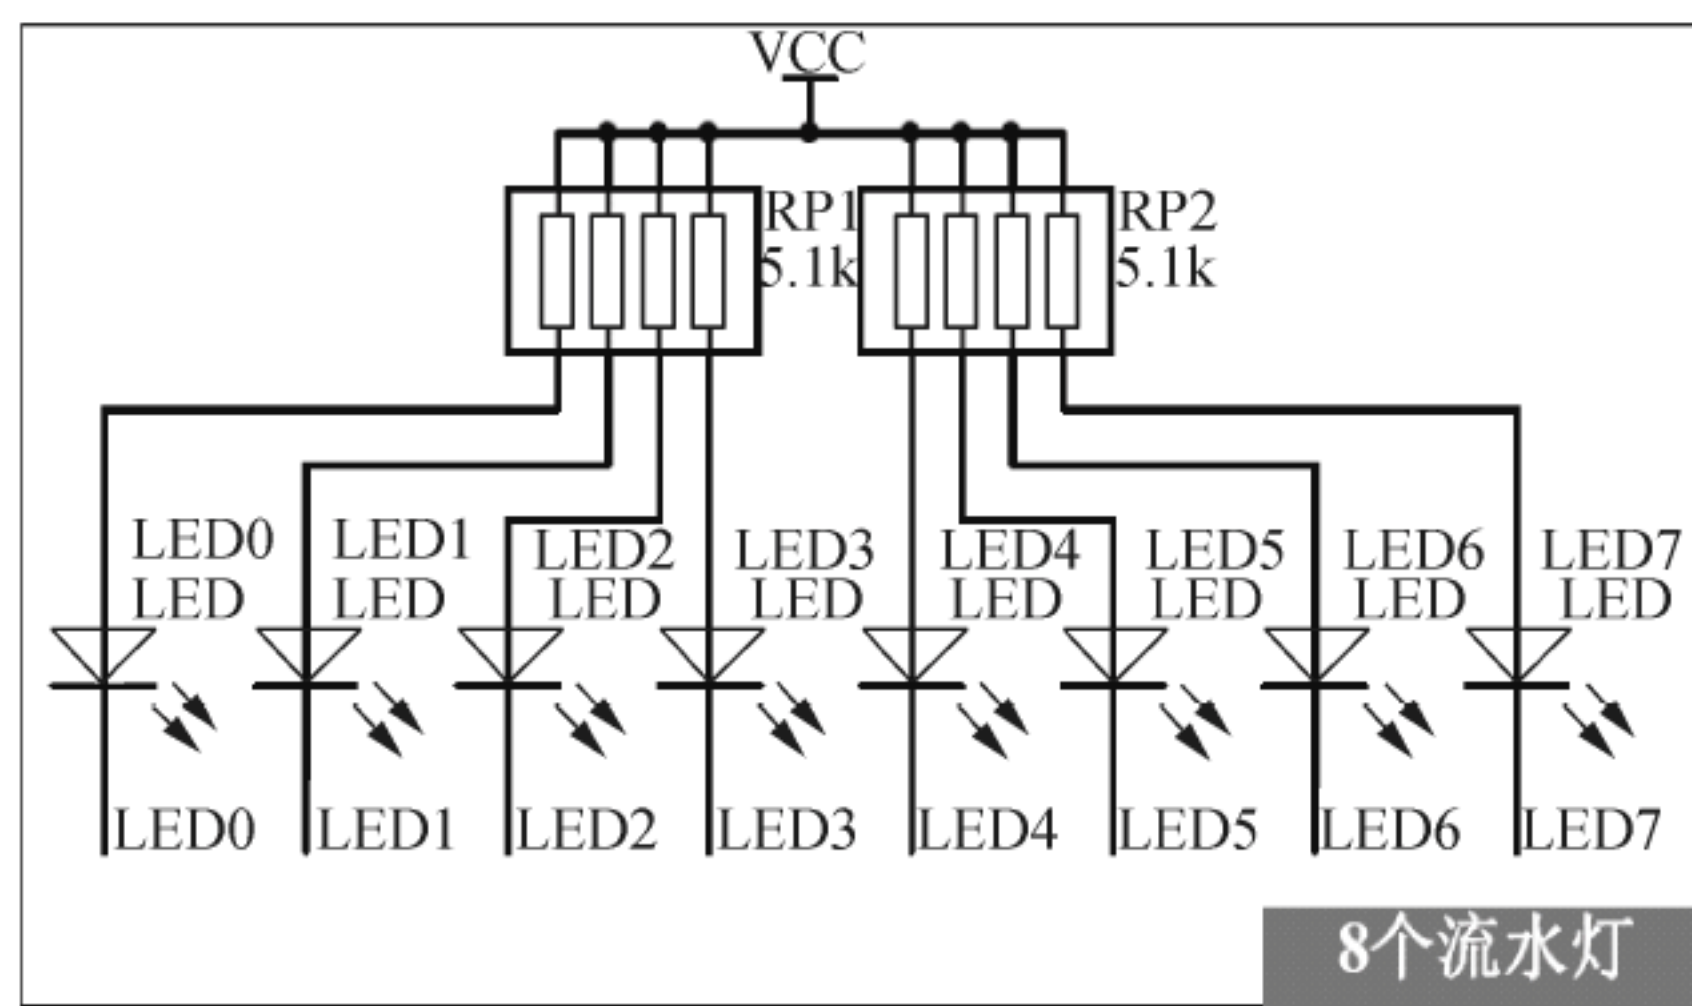 VCC
RP1
5.1k
RP2
5.1k
LED0
LED
LED1
LED
LED2
LED
LED3
LED
LED4
LED
LED5
LED
LED6
LED
LED7
LED
LED0
LED1
LED2
LED3
LED4
LED5
LED6
LED7
8个流水灯